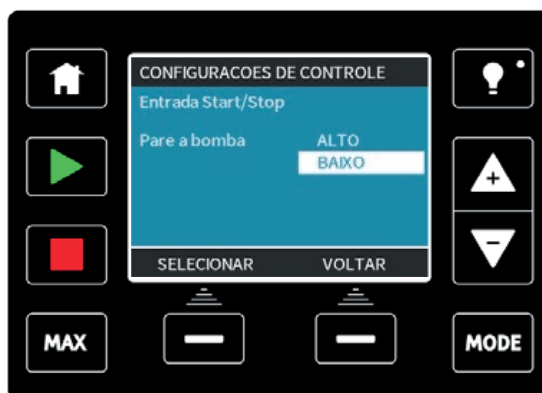 CONFIGURACOES DE CONTROLE
Entrada Start/Stop
Pare a bomba ALTO
BAIXO
SELECIONAR VOLTAR
MAX
MODE